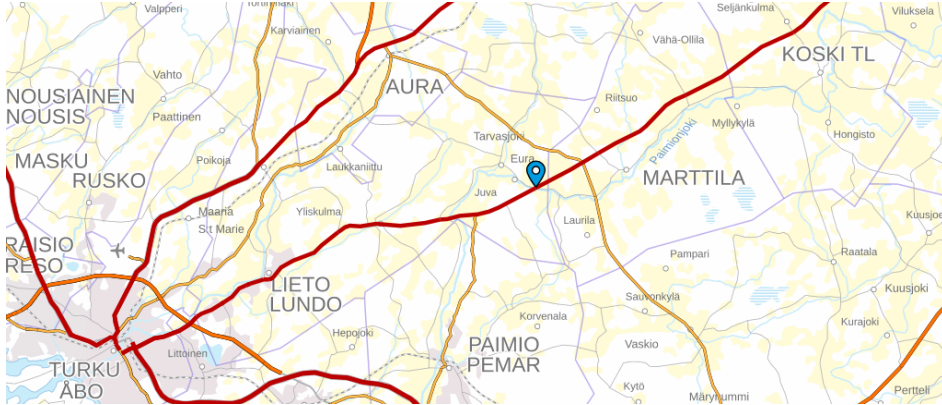 Valpperi
Karviainen
Seljänkulma
Viluksela
Vähä-Ollila
KOSKI TL
Vahto
NOUSIAINEN
NOUSIS
AURA
Riitsuo
Paattinen
Myllykylä
Tarvasjoki
Hongisto
MASKU
Poikoja
Laukkaniittu
Eura
Paimionjoki
RUSKO
MARTTILA
Juva
Maaria
S:t Marie
Yliskulma
Laurila
RAISIO
RESO
Pampari
Raatala
LIETO
LUNDO
Kuusjoki
Sauvonkylä
Korvenala
Kurajoki
Hepojoki
PAIMIO
PEMAR
Vaskio
Littoinen
TURKU
ÅBO
Kytö
Märynummi
Pertteli